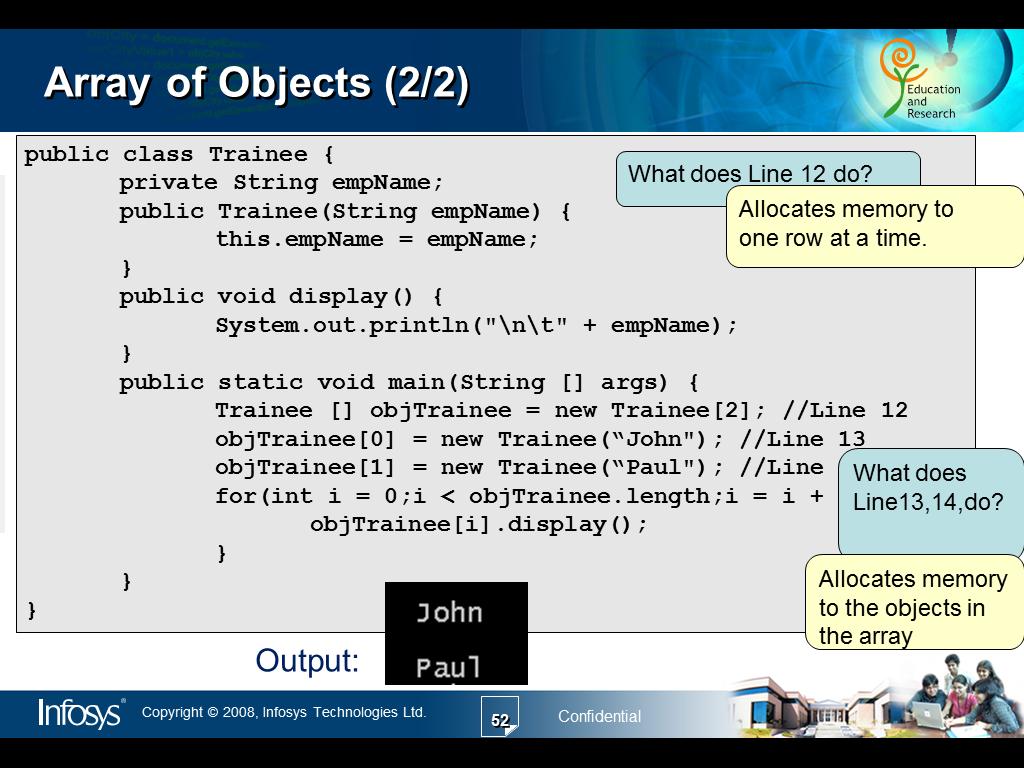 Array of Objects (2/2)
Education
and
Research
public class Trainee {
private String empName;
public Trainee(String empName) {
this.empName = empName;
}
public void display() {
System.out.println("\n\t" + empName);
}
public static void main(String [] args) {
Trainee [] objTrainee = new Trainee[2]; //Line 12
objTrainee[0] = new Trainee(“John"); //Line 13
objTrainee[1] = new Trainee(“Paul"); //Line
for(int i = 0;i < objTrainee.length;i = i +
objTrainee[i].display();
}
}
}
What does Line 12 do?
Allocates memory to
one row at a time.
What does
Line13,14,do?
Allocates memory
to the objects in
the array
Output:
John
Paul
Infosys®
Copyright © 2008, Infosys Technologies Ltd.
52
Confidential